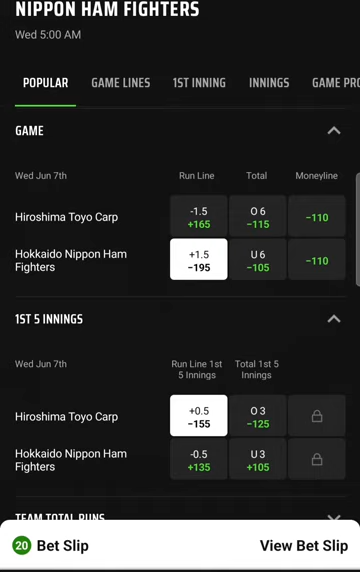 NIPPON HAM FIGHTERS
Wed 5:00 AM
POPULAR GAME LINES 1ST INNING INNINGS GAME PRO
GAME
Wed Jun 7th Run Line Total Moneyline
Hiroshima Toyo Carp -1.5 +165 O 6 −115 −110
Hokkaido Nippon Ham Fighters +1.5 −195 U 6 −105 −110
1ST 5 INNINGS
Wed Jun 7th Run Line 1st 5 Innings Total 1st 5 Innings
Hiroshima Toyo Carp +0.5 −155 O 3 −125
Hokkaido Nippon Ham Fighters -0.5 +135 U 3 +105
TEAM TOTAL RUNS
20 Bet Slip View Bet Slip